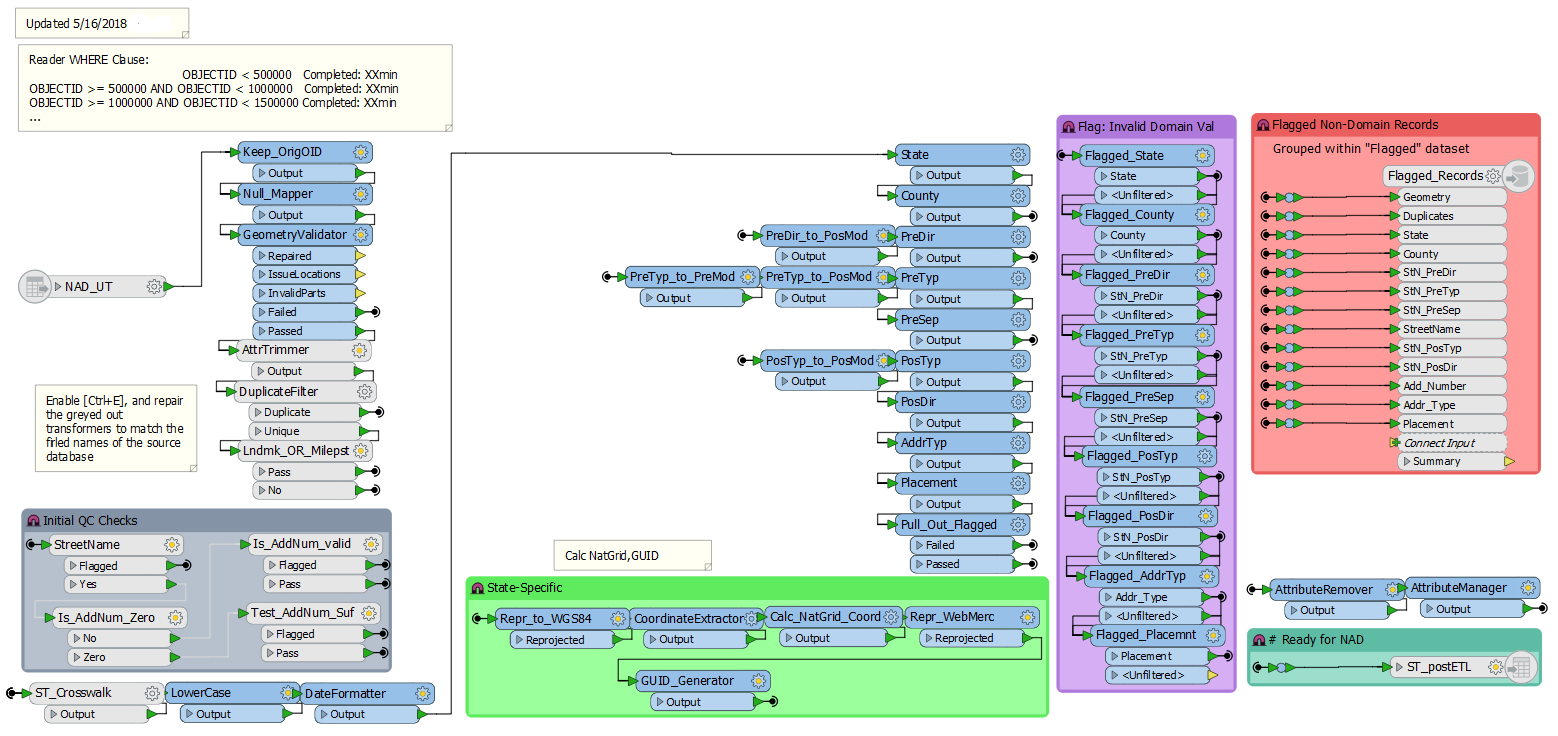 Updated 5/16/2018
Reader WHERE Clause:
OBJECTID < 500000 Completed: XXmin
OBJECTID >= 500000 AND OBJECTID < 1000000 Completed: XXmin
OBJECTID >= 1000000 AND OBJECTID < 1500000 Completed: XXmin
...
NAD_UT
Keep_OrigOID
Output
Null_Mapper
Output
GeometryValidator
Repaired
IssueLocations
InvalidParts
Failed
Passed
AttrTrimmer
Output
DuplicateFilter
Duplicate
Unique
Lndmk_OR_Milepst
Pass
No
Enable [Ctrl+E], and repair
the greyed out
transformers to match the
firled names of the source
database
Initial QC Checks
StreetName
Flagged
Yes
Is_AddNum_Zero
No
Zero
Is_AddNum_valid
Flagged
Pass
Test_AddNum_Suf
Flagged
Pass
ST_Crosswalk
Output
LowerCase
Output
DateFormatter
Output
State
Output
County
Output
PreDir_to_PosMod
Output
PreDir
Output
PreTyp_to_PreMod
Output
PreTyp_to_PosMod
Output
PreTyp
Output
PreSep
Output
PosTyp_to_PosMod
Output
PosTyp
Output
PosDir
Output
AddrTyp
Output
Placement
Output
Pull_Out_Flagged
Failed
Passed
Calc NatGrid,GUID
State-Specific
Repr_to_WGS84
Reprojected
CoordinateExtractor
Output
Calc_NatGrid_Coord
Output
Repr_WebMerc
Reprojected
GUID_Generator
Output
Flag: Invalid Domain Val
Flagged_State
State
<Unfiltered>
Flagged_County
County
<Unfiltered>
Flagged_PreDir
StN_PreDir
<Unfiltered>
Flagged_PreTyp
StN_PreTyp
<Unfiltered>
Flagged_PreSep
StN_PreSep
<Unfiltered>
Flagged_PosTyp
StN_PosTyp
<Unfiltered>
Flagged_PosDir
StN_PosDir
<Unfiltered>
Flagged_AddrTyp
Addr_Type
<Unfiltered>
Flagged_Placemnt
Placement
<Unfiltered>
Flagged Non-Domain Records
Grouped within "Flagged" dataset
Flagged_Records
Geometry
Duplicates
State
County
StN_PreDir
StN_PreTyp
StN_PreSep
StreetName
StN_PosTyp
StN_PosDir
Add_Number
Addr_Type
Placement
Connect Input
Summary
AttributeRemover
Output
AttributeManager
Output
# Ready for NAD
ST_postETL